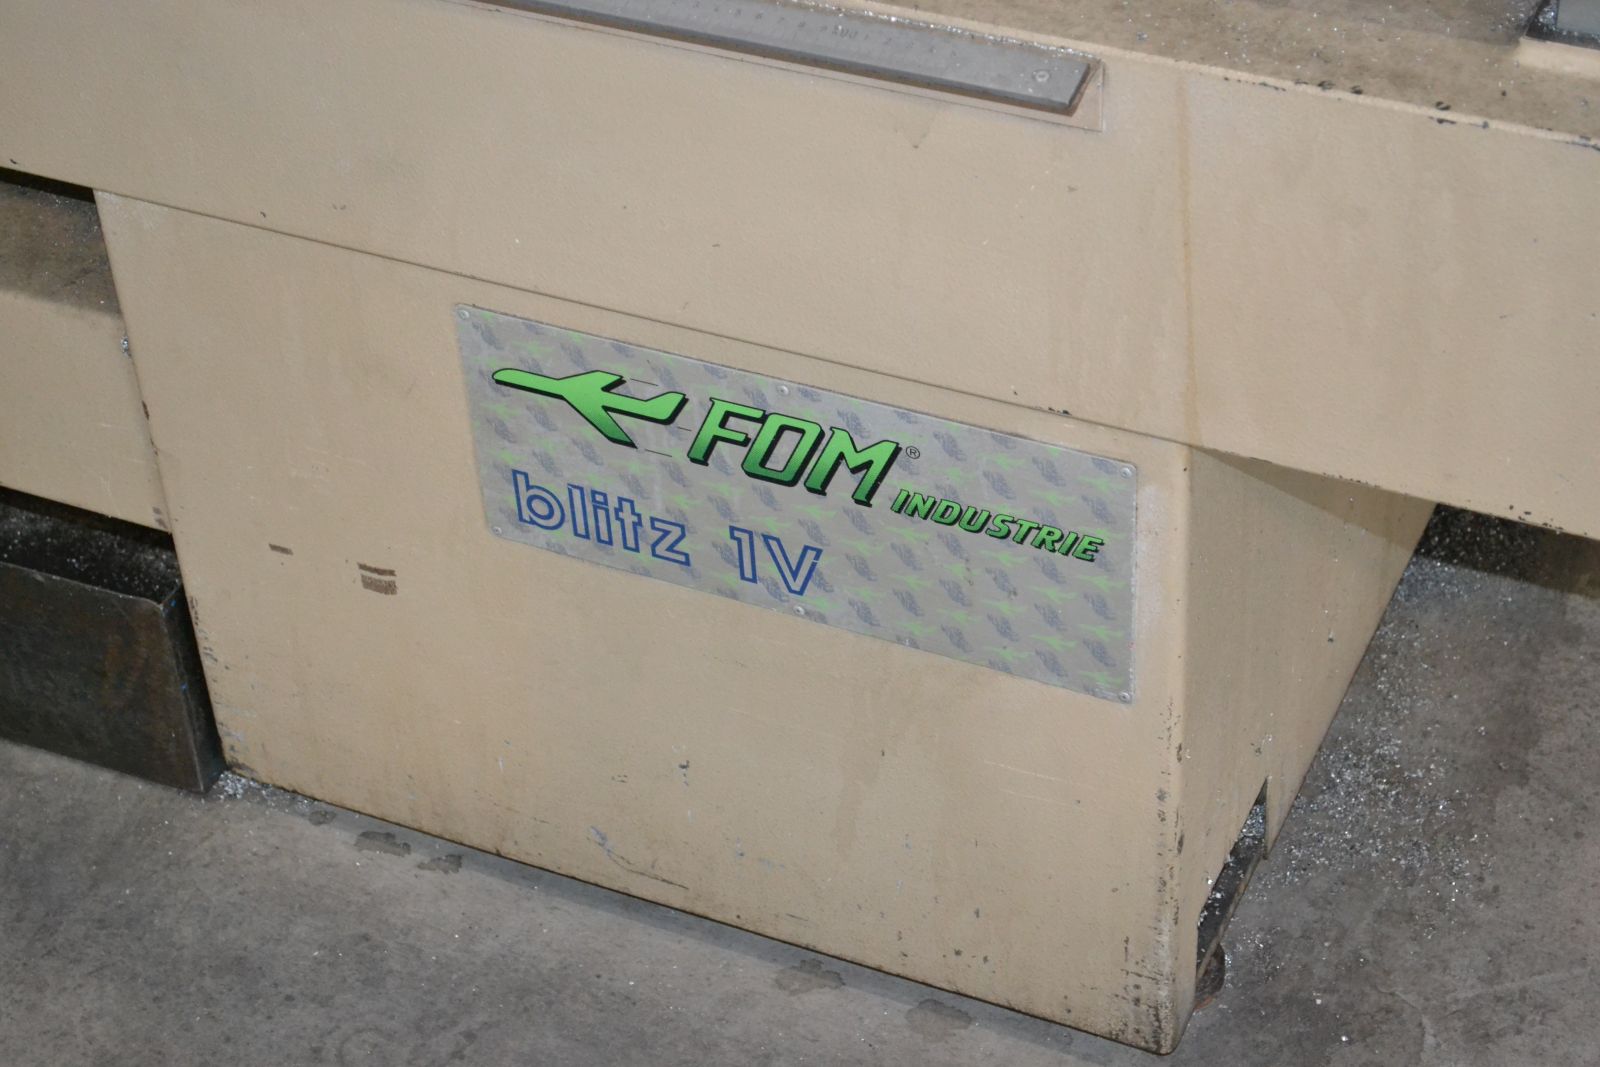 FOM® INDUSTRIE
blitz 1V